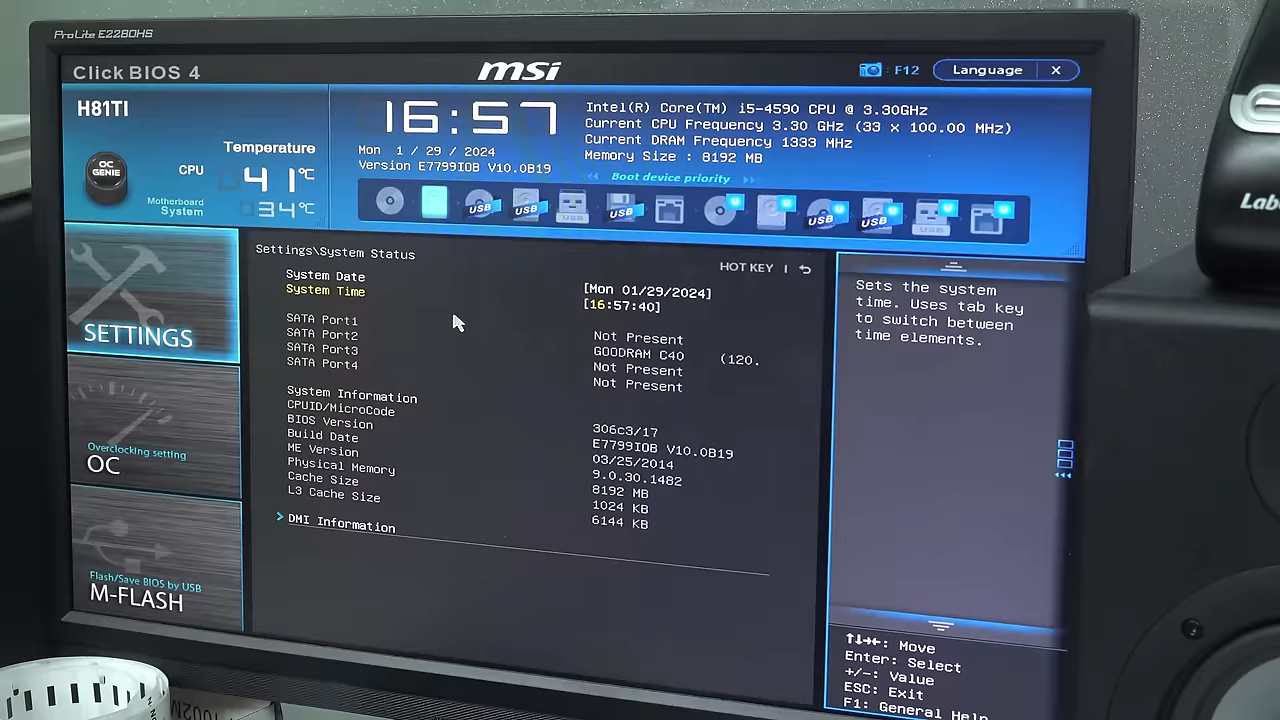 ProLite E2280HS
Click BIOS 4
msi
: F12
Language
X
H81TI
Temperature
OC
GENIE
CPU
41°C
Motherboard
System
34°C
16:57
Mon 1 / 29 / 2024
Version E7799IOB V10.0B19
Intel(R) Core(TM) i5-4590 CPU @ 3.30GHz
Current CPU Frequency 3.30 GHz (33 x 100.00 MHz)
Current DRAM Frequency 1333 MHz
Memory Size : 8192 MB
Boot device priority
USB
USB
USB
USB
USB
USB
USB
U
U
U
U
U
U
SETTINGS
Overclocking setting
OC
Flash/Save BIOS by USB
M-FLASH
Settings\System Status
HOT KEY
System Date [Mon 01/29/2024]
System Time [16:57:40]
SATA Port1 Not Present
SATA Port2 GOODRAM C40 (120.
SATA Port3 Not Present
SATA Port4 Not Present
System Information
CPUID/MicroCode 306c3/17
BIOS Version E7799IOB V10.0B19
Build Date 03/25/2014
ME Version 9.0.30.1482
Physical Memory 8192 MB
Cache Size 1024 KB
L3 Cache Size 6144 KB
> DMI Information
Sets the system
time. Uses tab key
to switch between
time elements.
↑↓→←: Move
Enter: Select
+/-: Value
ESC: Exit
F1: General Help
Labo
1002M